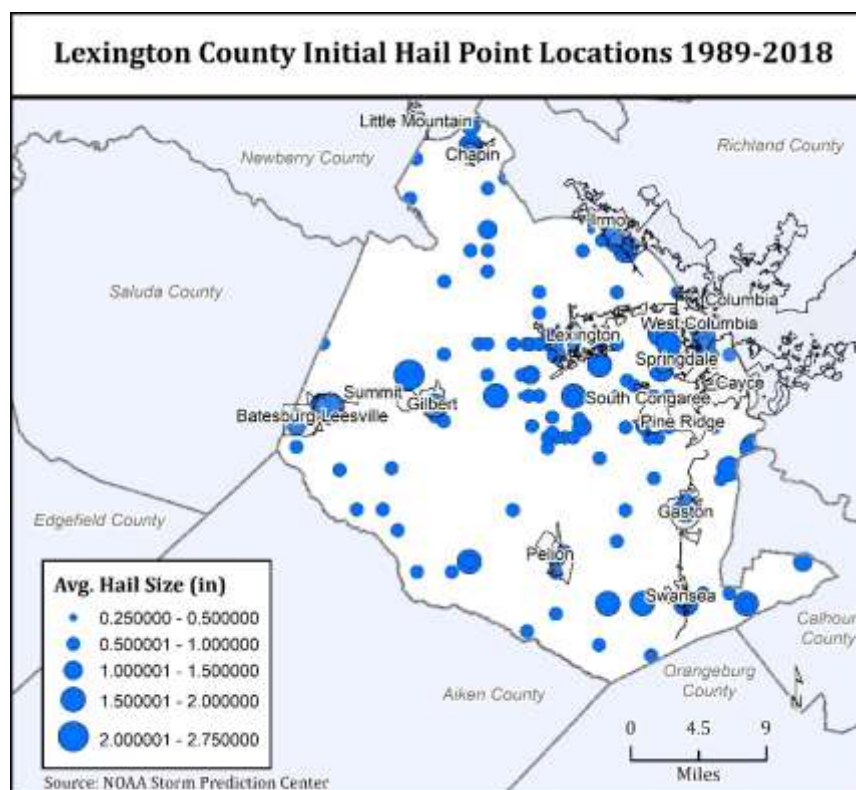 Lexington County Initial Hail Point Locations 1989-2018
Little Mountain
Newberry County
Chapin
Richland County
Irmo
Saluda County
Columbia
West Columbia
Lexington
Springdale
Cayce
Summit
Gilbert
South Congaree
Batesburg-Leesville
Pine Ridge
Edgefield County
Gaston
Pelion
Swansea
Calhoun
County
Orangeburg
County
Aiken County
Avg. Hail Size (in)
0.250000 - 0.500000
0.500001 - 1.000000
1.000001 - 1.500000
1.500001 - 2.000000
2.000001 - 2.750000
0 4.5 9
Miles
Source: NOAA Storm Prediction Center